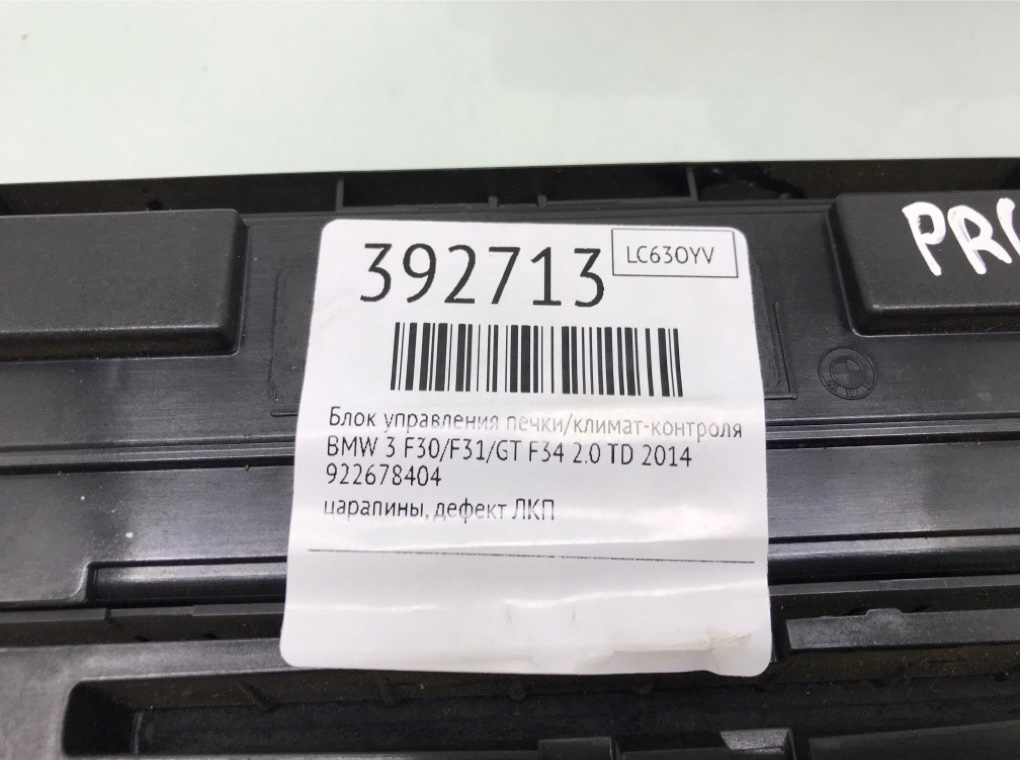 392713
LC630YV
Блок управления печки/климат-контроля
BMW 3 F30/F31/GT F34 2.0 TD 2014
922678404
царапины, дефект ЛКП